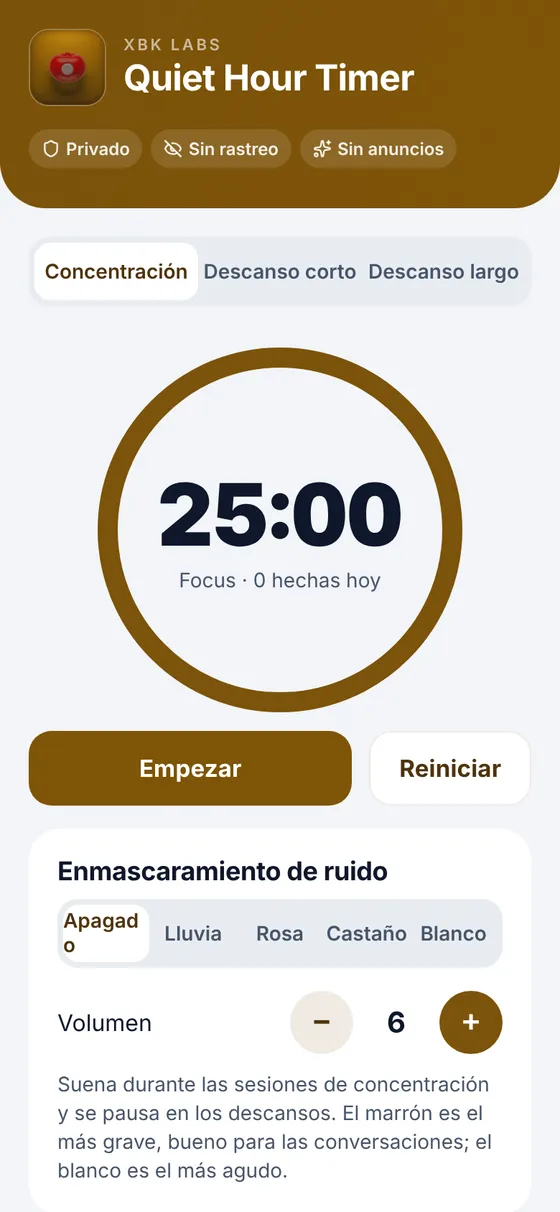 XBK LABS
Quiet Hour Timer
Privado Sin rastreo Sin anuncios
Concentración Descanso corto Descanso largo
25:00
Focus · 0 hechas hoy
Empezar Reiniciar
Enmascaramiento de ruido
Apagad
o
Lluvia Rosa Castaño Blanco
Volumen − 6 +
Suena durante las sesiones de concentración
y se pausa en los descansos. El marrón es el
más grave, bueno para las conversaciones; el
blanco es el más agudo.